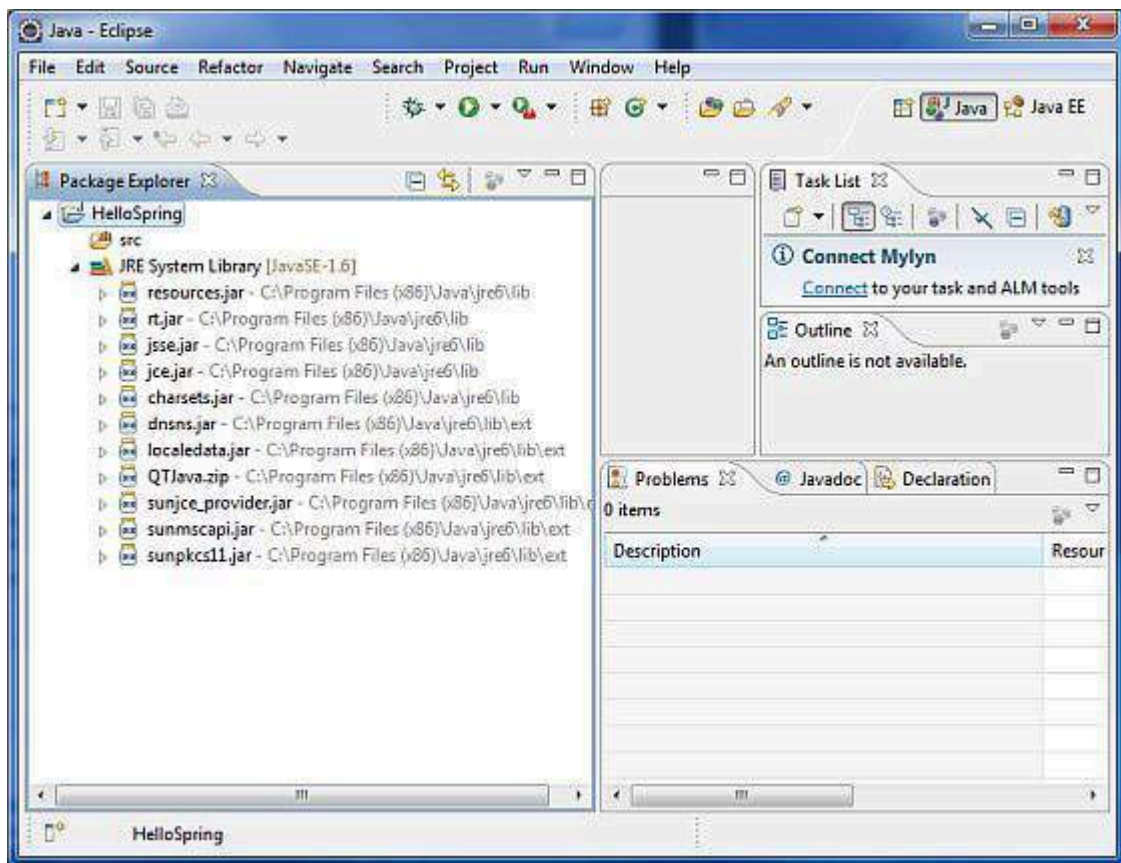 Java - Eclipse
File Edit Source Refactor Navigate Search Project Run Window Help
Java Java EE
Package Explorer
HelloSpring
src
JRE System Library [JavaSE-1.6]
resources.jar - C:\Program Files (x86)\Java\jre6\lib
rt.jar - C:\Program Files (x86)\Java\jre6\lib
jsse.jar - C:\Program Files (x86)\Java\jre6\lib
jce.jar - C:\Program Files (x86)\Java\jre6\lib
charsets.jar - C:\Program Files (x86)\Java\jre6\lib
dnsns.jar - C:\Program Files (x86)\Java\jre6\lib\ext
localedata.jar - C:\Program Files (x86)\Java\jre6\lib\ext
QTJava.zip - C:\Program Files (x86)\Java\jre6\lib\ext
sunjce_provider.jar - C:\Program Files (x86)\Java\jre6\lib\e
sunmscapi.jar - C:\Program Files (x86)\Java\jre6\lib\ext
sunpkcs11.jar - C:\Program Files (x86)\Java\jre6\lib\ext
Task List
Connect Mylyn
Connect to your task and ALM tools
Outline
An outline is not available.
Problems @ Javadoc Declaration
0 items
Description Resour
HelloSpring